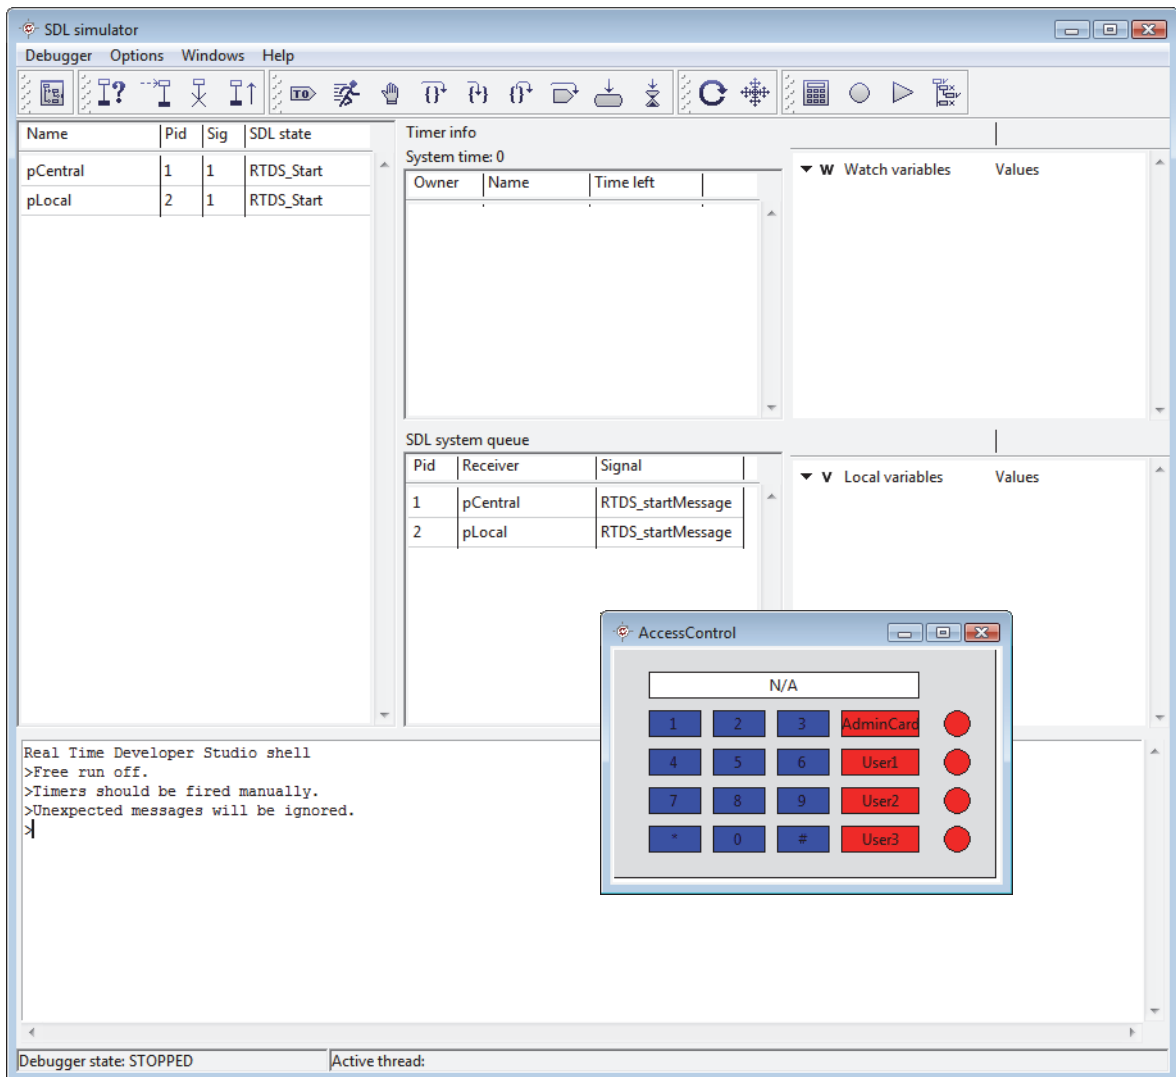 SDL simulator
Debugger Options Windows Help
I? TO
Name Pid Sig SDL state
pCentral 1 1 RTDS_Start
pLocal 2 1 RTDS_Start
Timer info
System time: 0
Owner Name Time left
W Watch variables Values
SDL system queue
Pid Receiver Signal
1 pCentral RTDS_startMessage
2 pLocal RTDS_startMessage
V Local variables Values
AccessControl
N/A
1 2 3 AdminCard
4 5 6 User1
7 8 9 User2
* 0 # User3
Real Time Developer Studio shell
>Free run off.
>Timers should be fired manually.
>Unexpected messages will be ignored.
>
Debugger state: STOPPED Active thread: